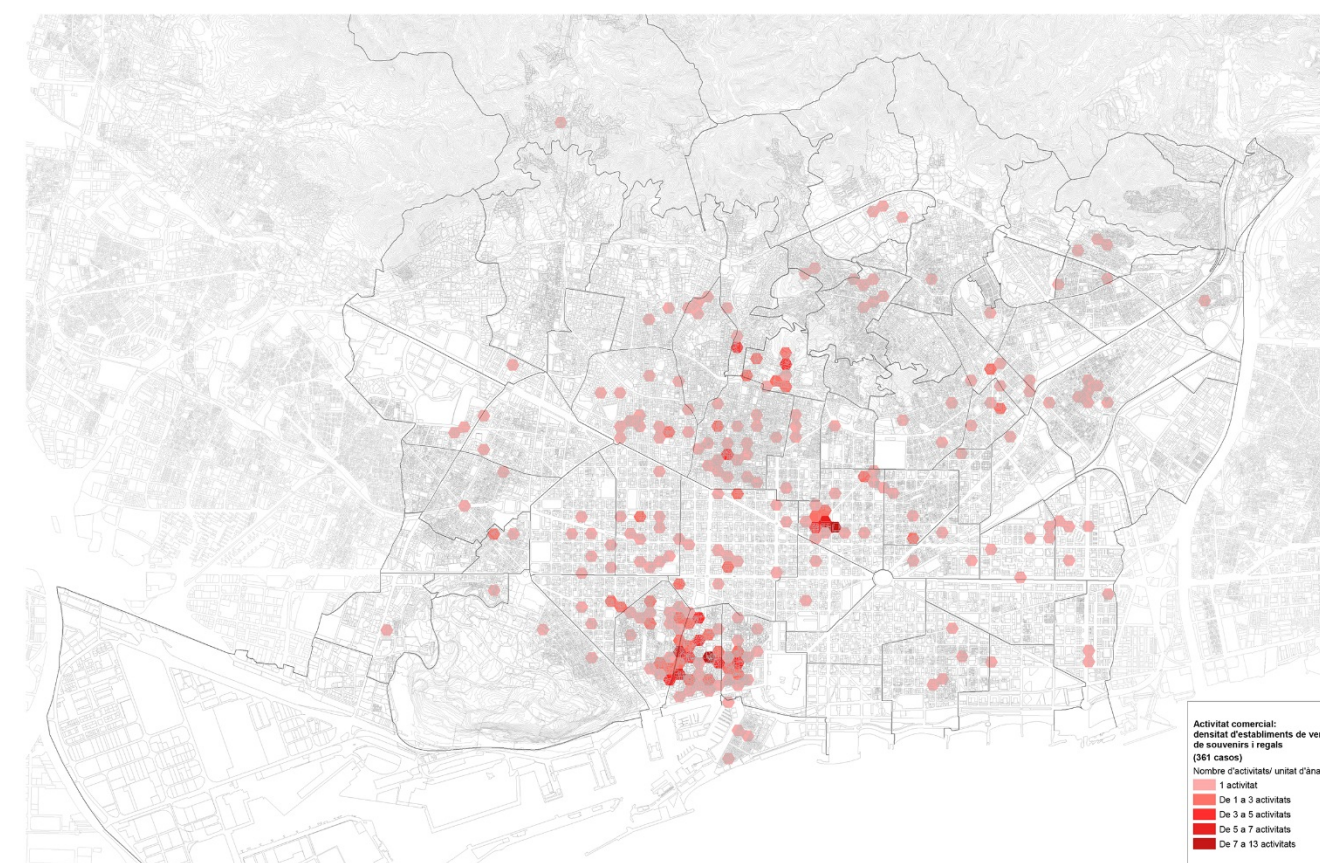 Activitat comercial:
densitat d'establiments de ven
de souvenirs i regals
(361 casos)
Nombre d'activitats/ unitat d'àna
1 activitat
De 1 a 3 activitats
De 3 a 5 activitats
De 5 a 7 activitats
De 7 a 13 activitats